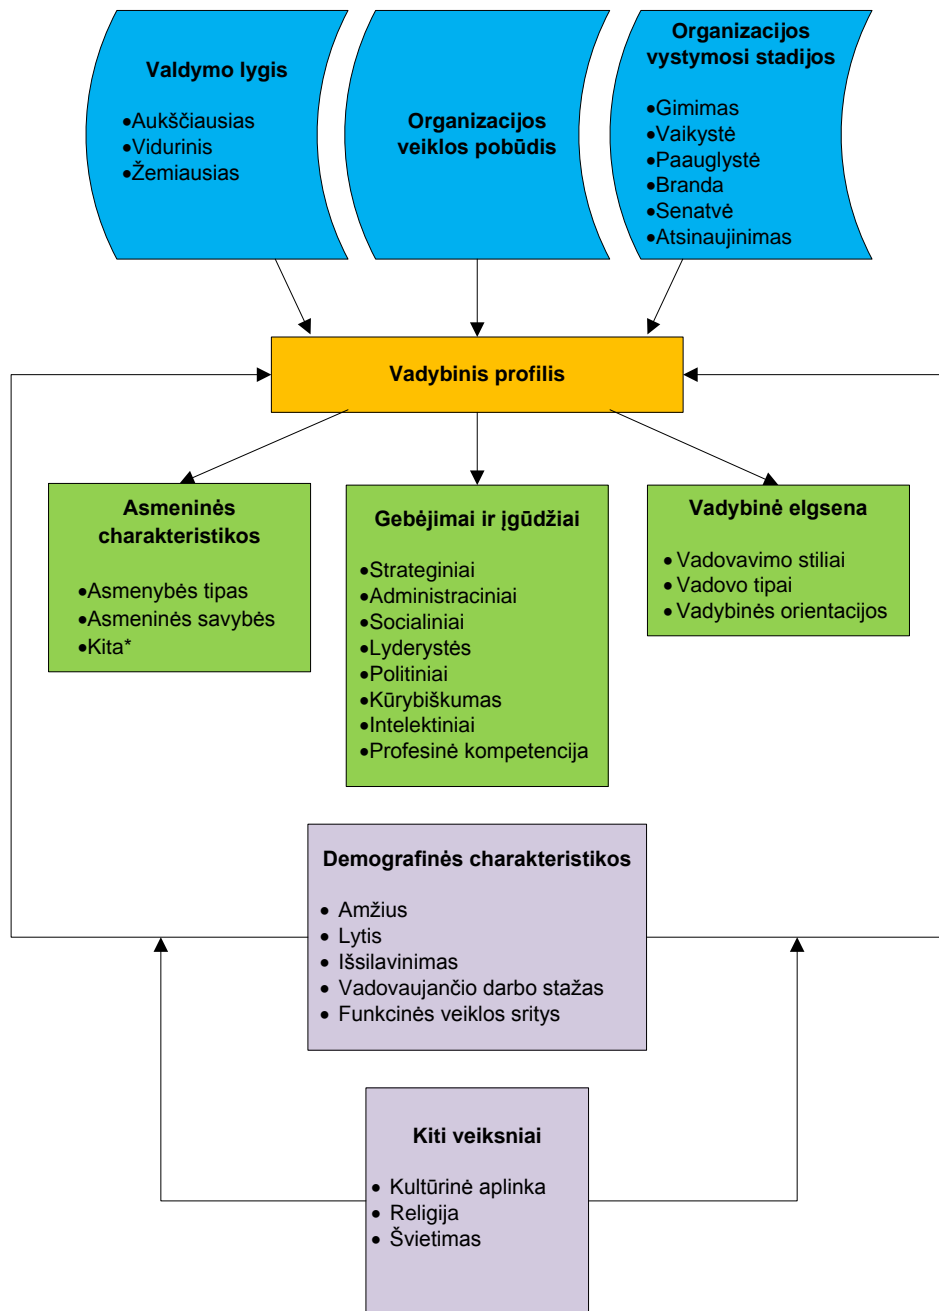 Valdymo lygis
•Aukščiausias
•Vidurinis
•Žemiausias
Organizacijos
veiklos pobūdis
Organizacijos
vystymosi stadijos
•Gimimas
•Vaikystė
•Paauglystė
•Branda
•Senatvė
•Atsinaujinimas
Vadybinis profilis
Asmeninės
charakteristikos
•Asmenybės tipas
•Asmeninės savybės
•Kita*
Gebėjimai ir įgūdžiai
•Strateginiai
•Administraciniai
•Socialiniai
•Lyderystės
•Politiniai
•Kūrybiškumas
•Intelektiniai
•Profesinė kompetencija
Vadybinė elgsena
• Vadovavimo stiliai
• Vadovo tipai
• Vadybinės orientacijos
Demografinės charakteristikos
• Amžius
• Lytis
• Išsilavinimas
• Vadovaujančio darbo stažas
• Funkcinės veiklos sritys
Kiti veiksniai
• Kultūrinė aplinka
• Religija
• Švietimas